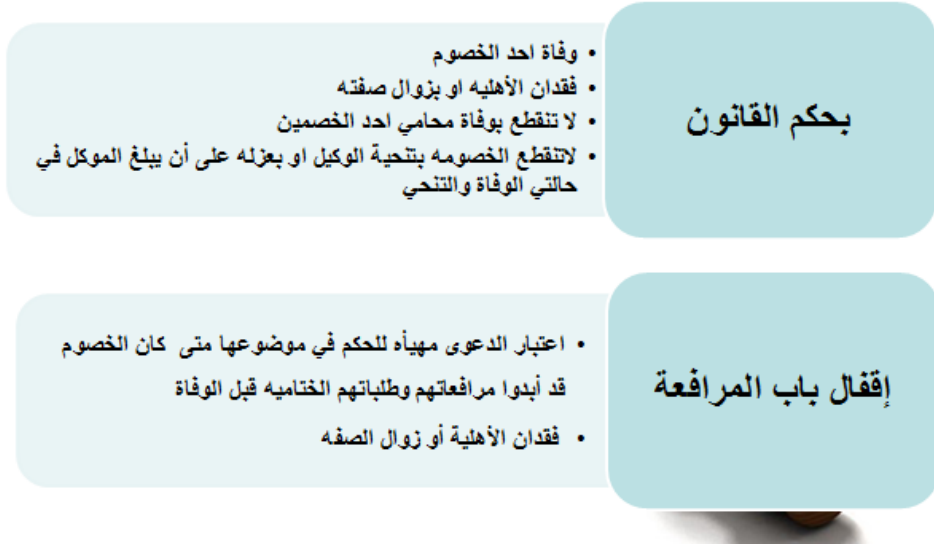 بحكم القانون
• وفاة احد الخصوم
• فقدان الأهليه او بزوال صفته
• لا تنقطع بوفاة محامي احد الخصمين
• لاتنقطع الخصومه بتنحية الوكيل او بعزله على أن يبلغ الموكل في
حالتي الوفاة والتنحي
إقفال باب المرافعة
• اعتبار الدعوى مهيأه للحكم في موضوعها متى كان الخصوم
قد أبدوا مرافعاتهم وطلباتهم الختاميه قبل الوفاة
• فقدان الأهلية أو زوال الصفه